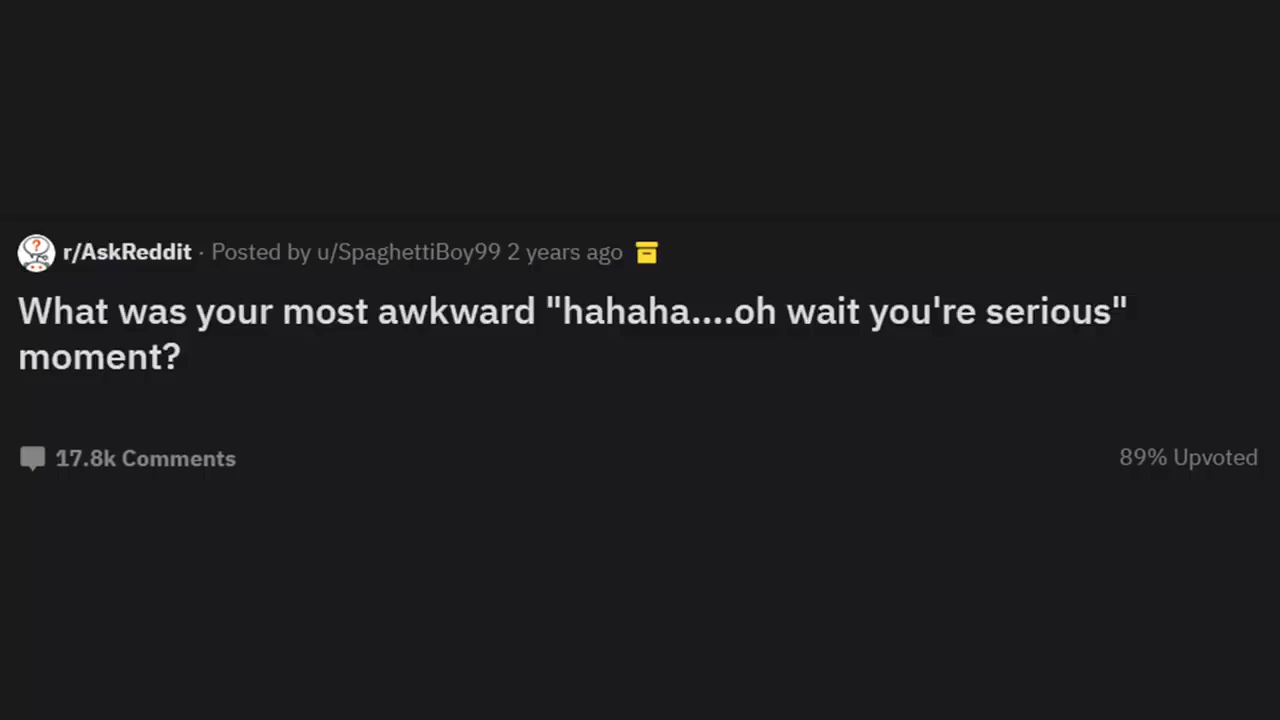 r/AskReddit · Posted by u/SpaghettiBoy99 2 years ago
What was your most awkward "hahaha....oh wait you're serious"
moment?
17.8k Comments
89% Upvoted